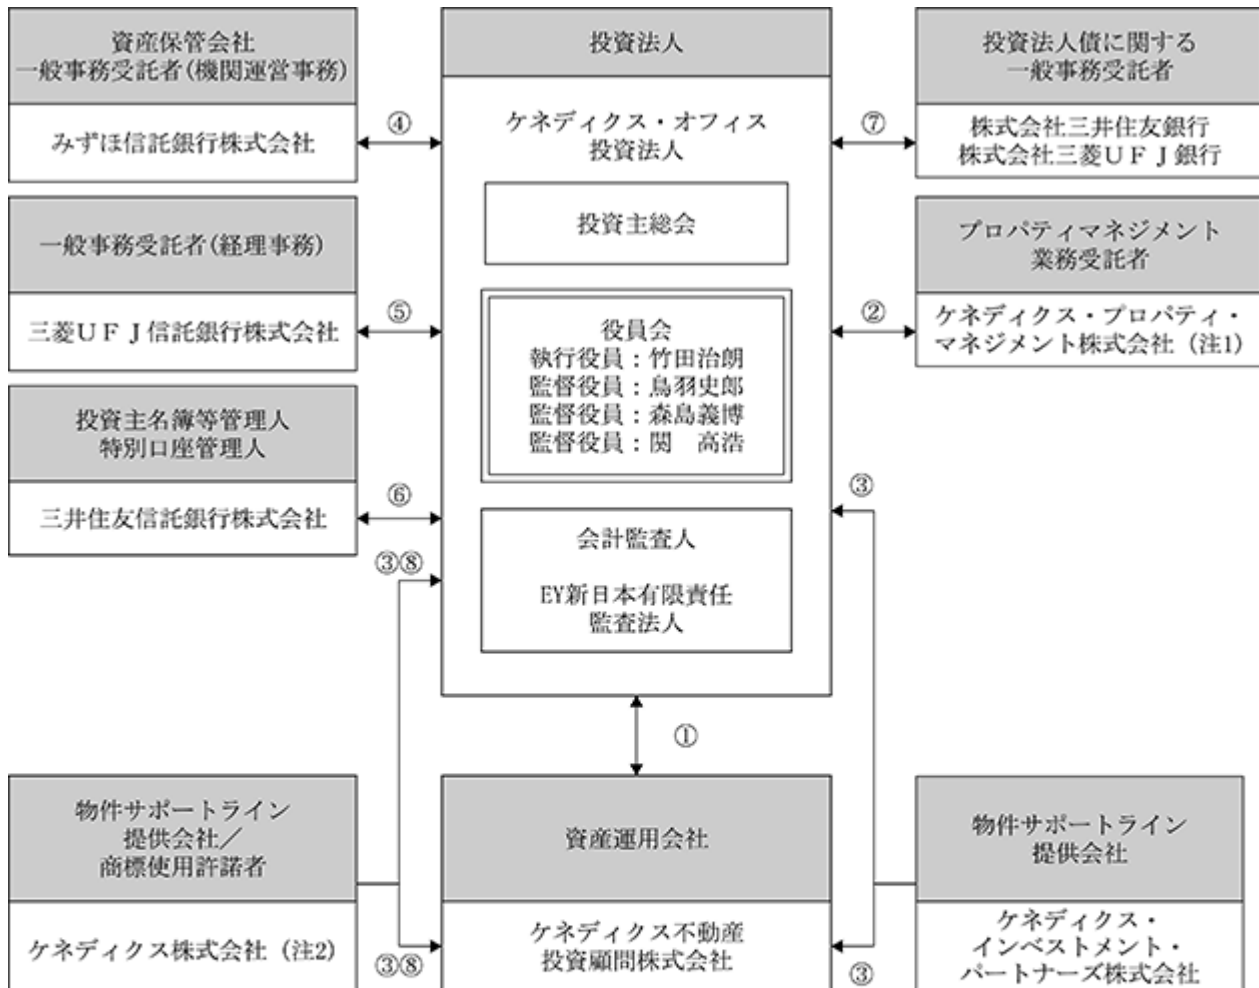 資産保管会社
一般事務受託者(機関運営事務)
みずほ信託銀行株式会社
④
一般事務受託者(経理事務)
三菱ＵＦＪ信託銀行株式会社
⑤
投資主名簿等管理人
特別口座管理人
三井住友信託銀行株式会社
⑥
③⑧
物件サポートライン
提供会社／
商標使用許諾者
ケネディクス株式会社（注2）
③⑧
投資法人
ケネディクス・オフィス
投資法人
投資主総会
役員会
執行役員：竹田治朗
監督役員：鳥羽史郎
監督役員：森島義博
監督役員：関　高浩
会計監査人
EY新日本有限責任
監査法人
①
資産運用会社
ケネディクス不動産
投資顧問株式会社
投資法人債に関する
一般事務受託者
株式会社三井住友銀行
株式会社三菱ＵＦＪ銀行
⑦
プロパティマネジメント
業務受託者
ケネディクス・プロパティ・
マネジメント株式会社（注1）
②
③
物件サポートライン
提供会社
ケネディクス・
インベストメント・
パートナーズ株式会社
③